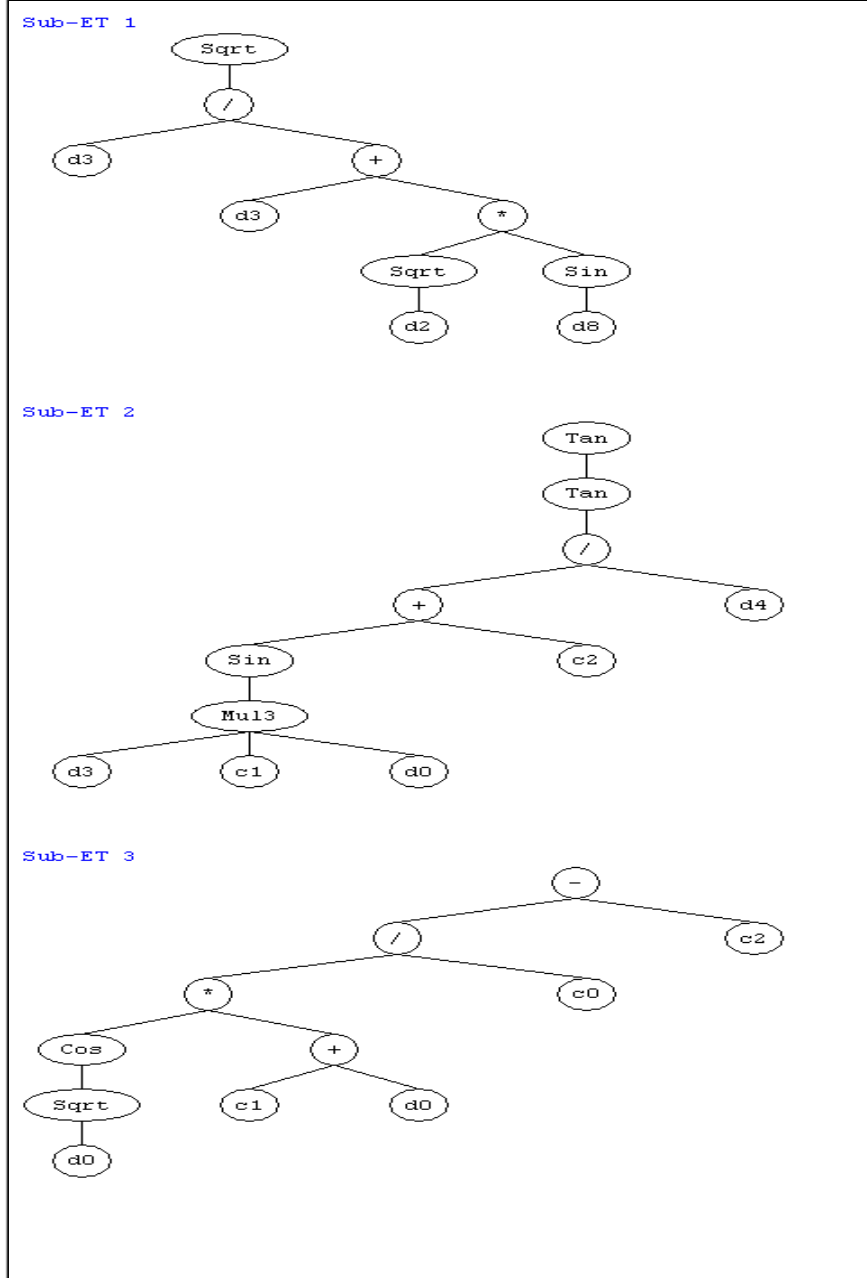 Sub-ET 1
Sqrt
/
d3 +
d3 *
Sqrt Sin
d2 d8
Sub-ET 2
Tan
Tan
/
+ d4
Sin c2
Mul3
d3 c1 d0
Sub-ET 3
-
/ c2
* c0
Cos +
Sqrt c1 d0
d0